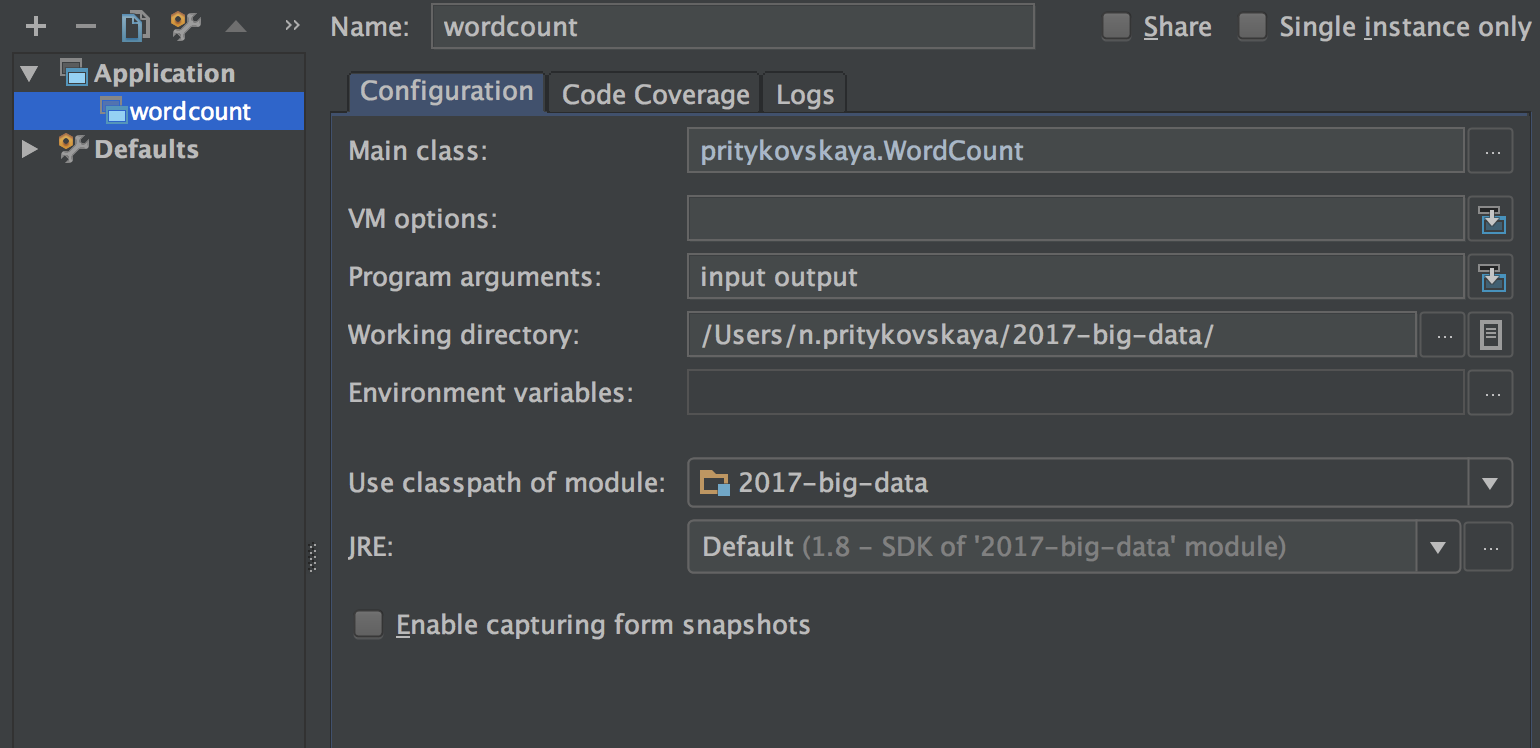 Name: wordcount Share Single instance only
Application
wordcount
Defaults
Configuration Code Coverage Logs
Main class: pritykovskaya.WordCount ...
VM options:
Program arguments: input output
Working directory: /Users/n.pritykovskaya/2017-big-data/ ...
Environment variables: ...
Use classpath of module: 2017-big-data
JRE: Default (1.8 – SDK of '2017-big-data' module) ...
Enable capturing form snapshots